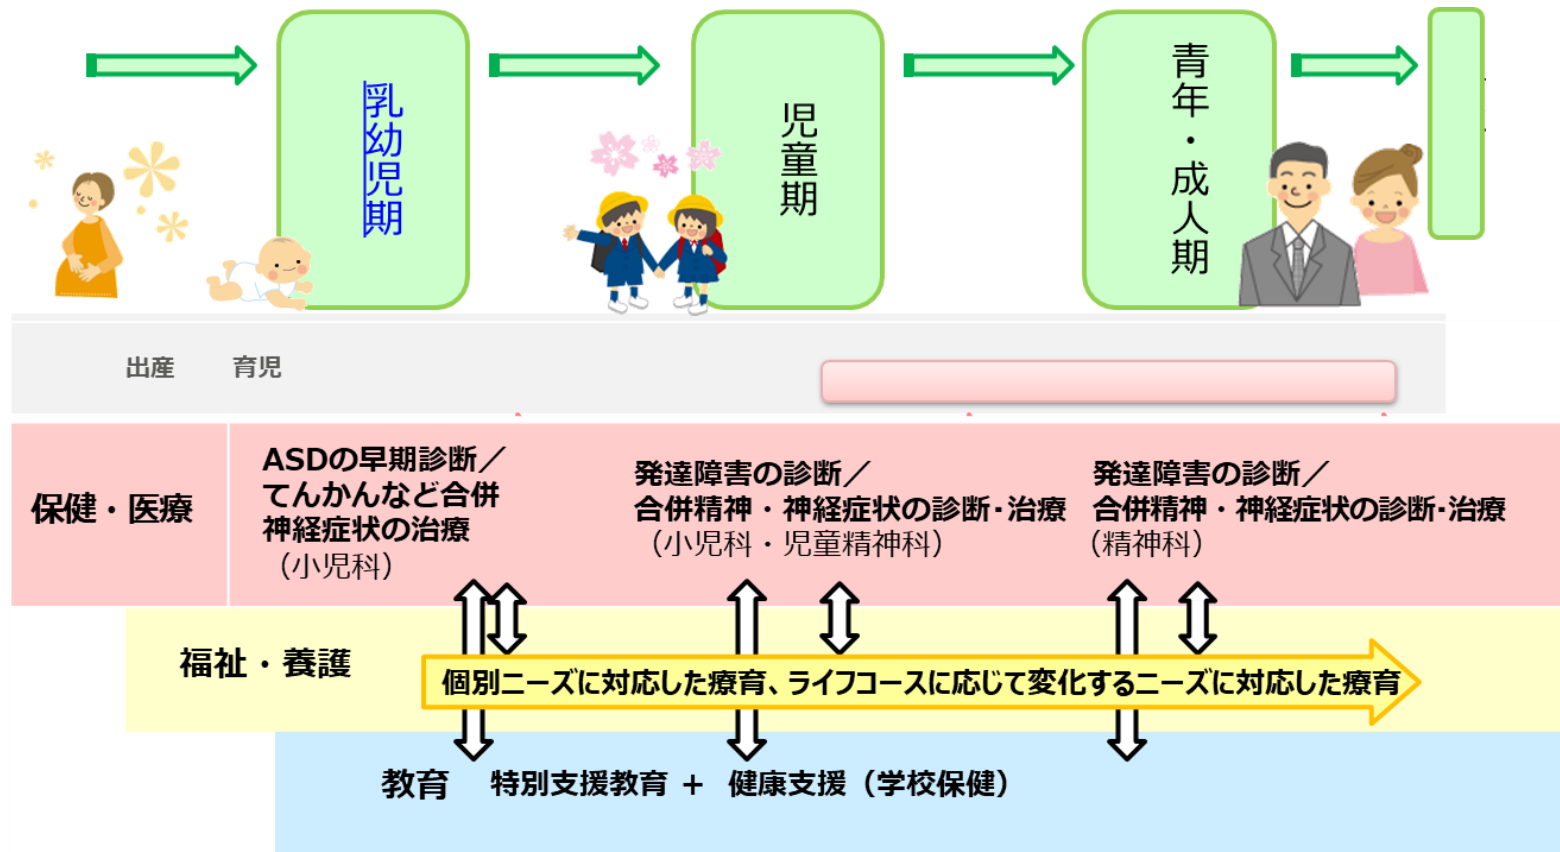 乳幼児期
児童期
青年・成人期
出産
育児
保健・医療
ASDの早期診断／
てんかんなど合併
神経症状の治療
（小児科）
発達障害の診断／
合併精神・神経症状の診断・治療
（小児科・児童精神科）
発達障害の診断／
合併精神・神経症状の診断・治療
（精神科）
福祉・養護
個別ニーズに対応した療育、ライフコースに応じて変化するニーズに対応した療育
教育
特別支援教育 + 健康支援（学校保健）